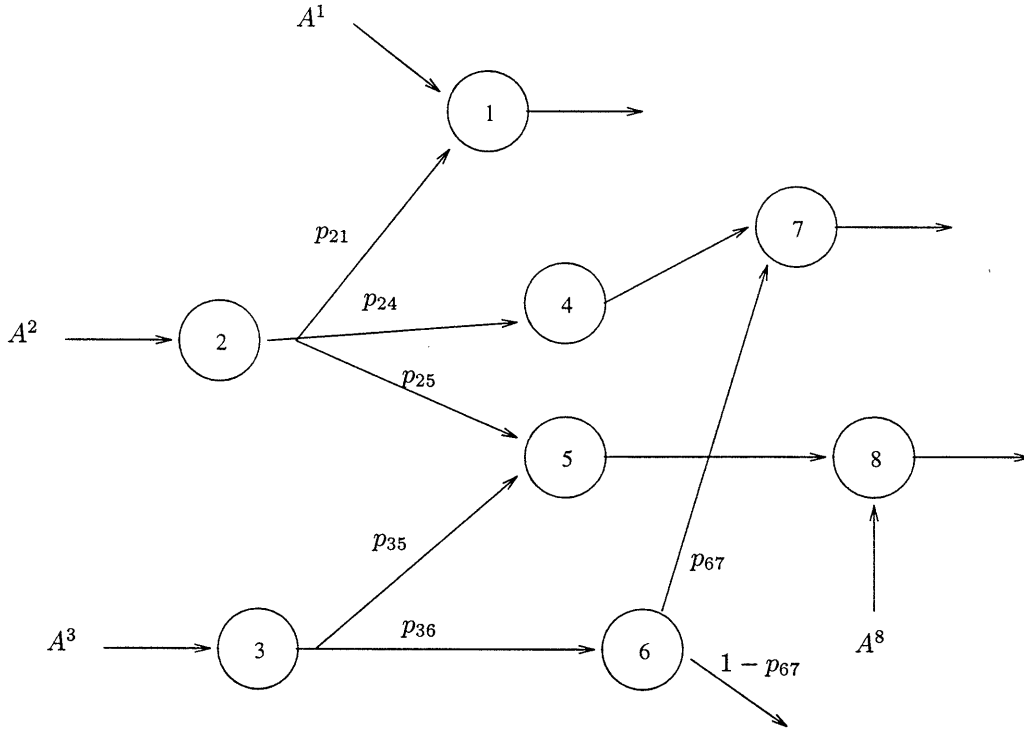 A¹
1
p₂₁
7
p₂₄
4
A²
2
p₂₅
5
8
p₃₅
p₆₇
A³
3
p₃₆
6
A⁸
1 − p₆₇